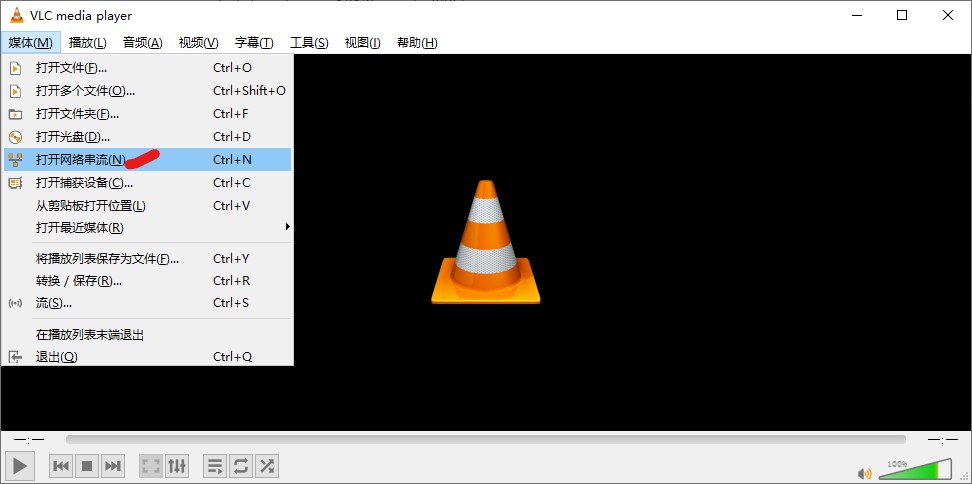 VLC media player
媒体(M) 播放(L) 音频(A) 视频(V) 字幕(T) 工具(S) 视图(I) 帮助(H)
打开文件(F)... Ctrl+O
打开多个文件(O)... Ctrl+Shift+O
打开文件夹(F)... Ctrl+F
打开光盘(D)... Ctrl+D
打开网络串流(N) Ctrl+N
打开捕获设备(C)... Ctrl+C
从剪贴板打开位置(L) Ctrl+V
打开最近媒体(R)
将播放列表保存为文件(F)... Ctrl+Y
转换 / 保存(R)... Ctrl+R
流(S)... Ctrl+S
在播放列表末端退出
退出(Q) Ctrl+Q
--:-- --:--
100%